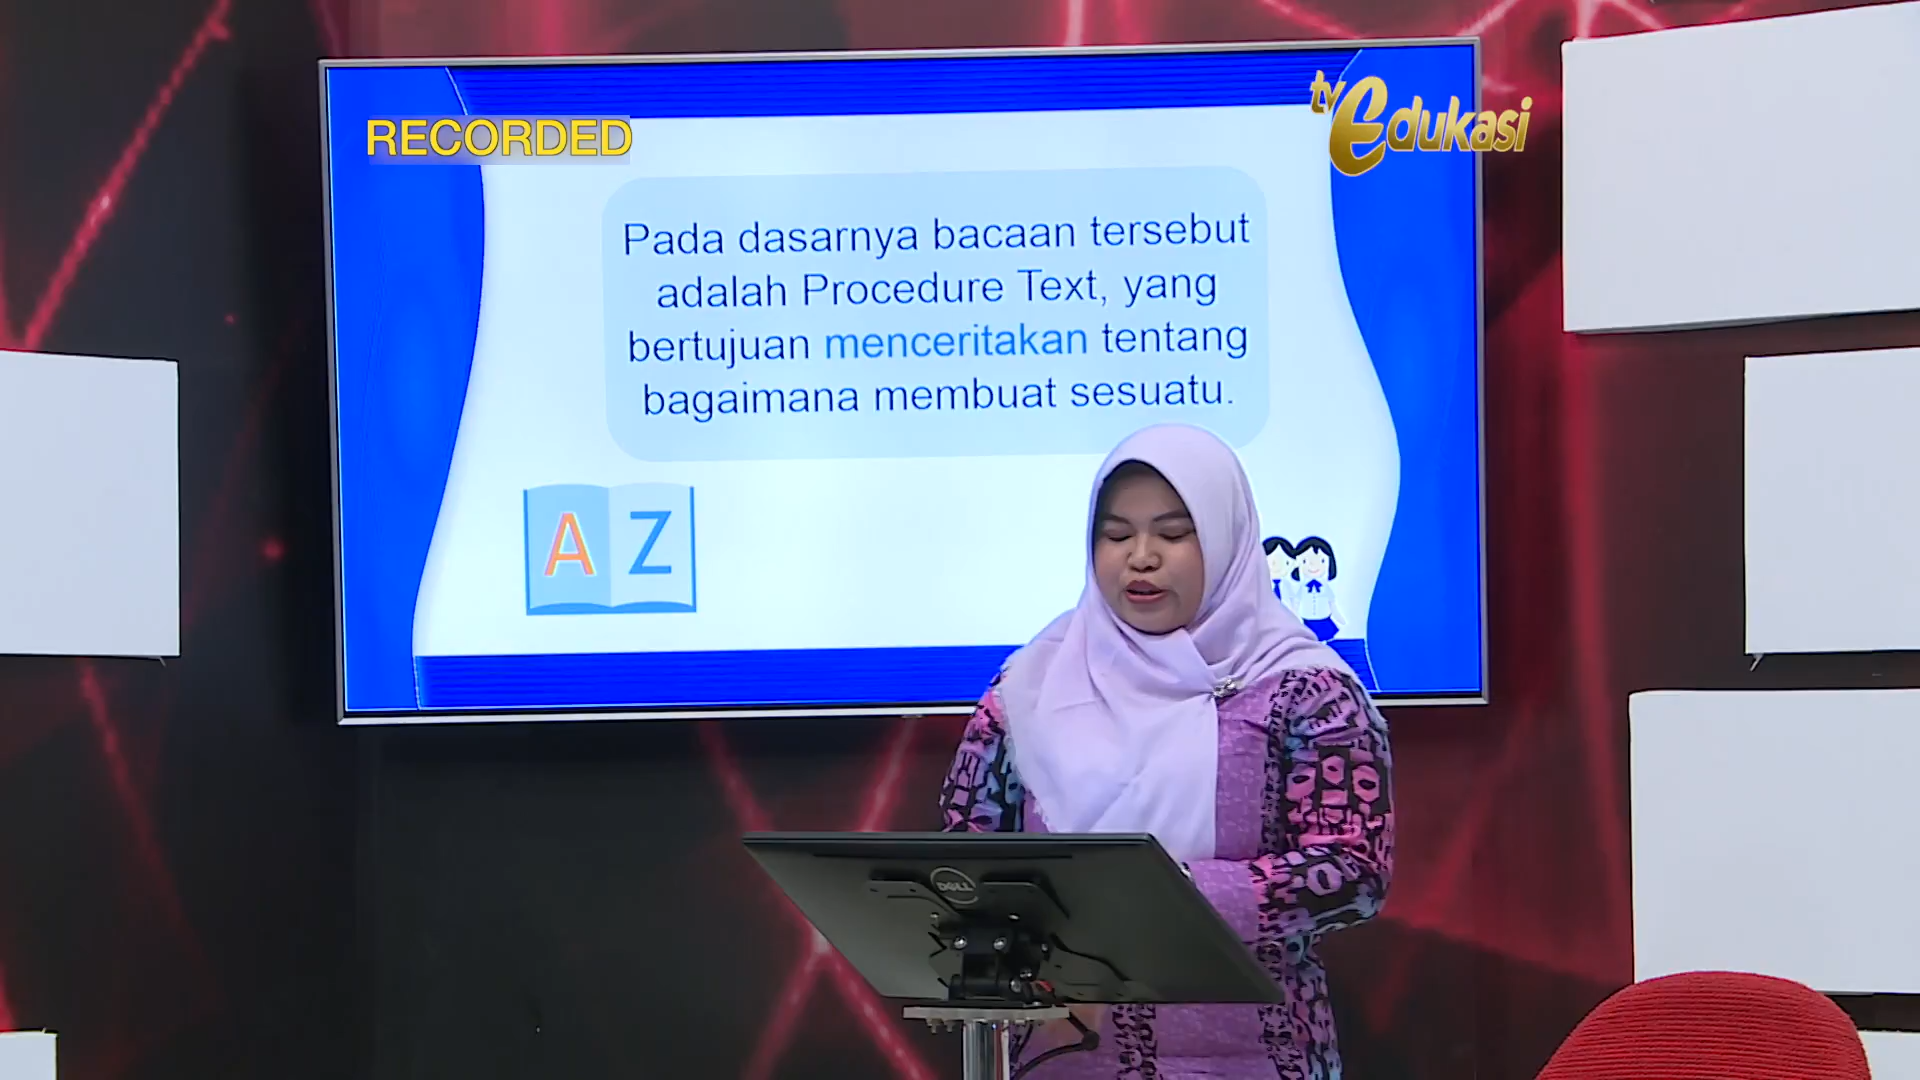 RECORDED
tv Edukasi
Pada dasarnya bacaan tersebut
adalah Procedure Text, yang
bertujuan menceritakan tentang
bagaimana membuat sesuatu.
A Z
DELL